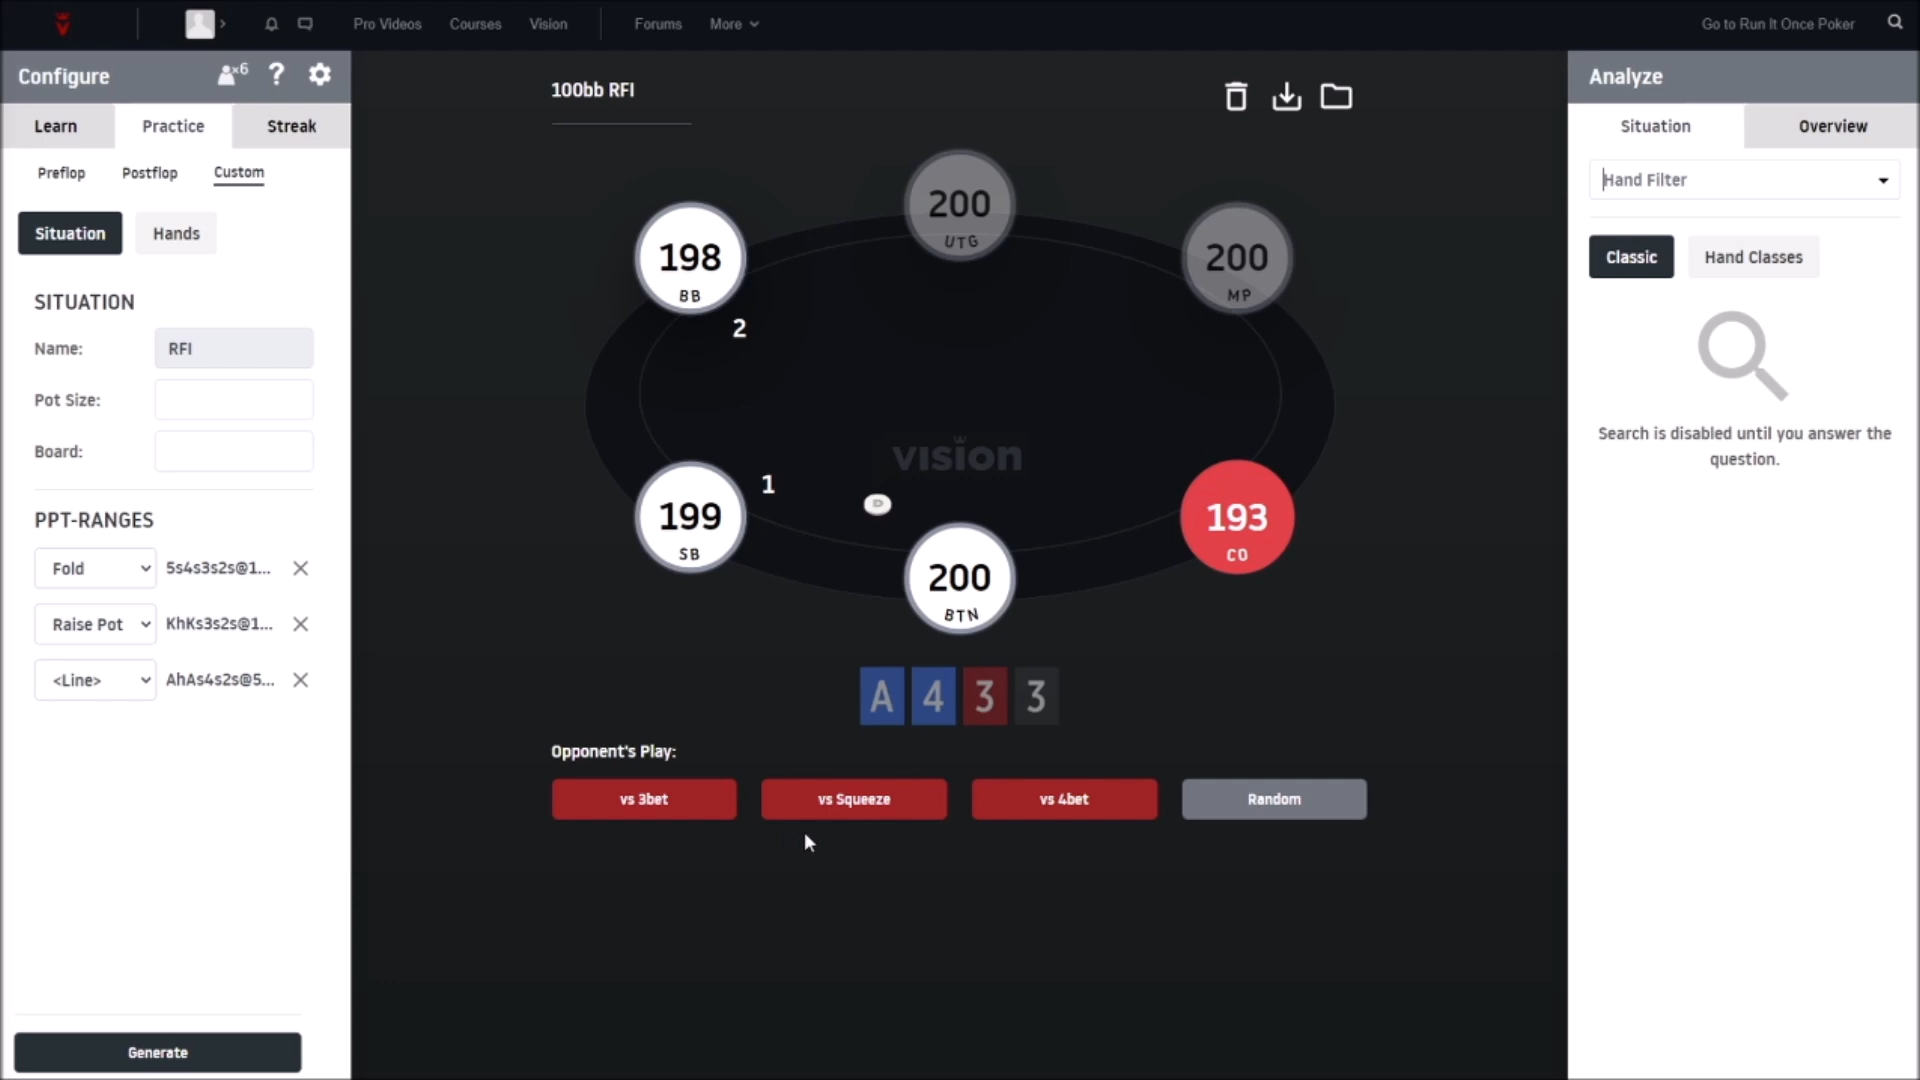 Pro Videos Courses Vision Forums More Go to Run It Once Poker
Configure
×6 ?
Learn Practice Streak
Preflop Postflop Custom
Situation Hands
SITUATION
Name: RFI
Pot Size:
Board:
PPT-RANGES
Fold 5s4s3s2s@1...
Raise Pot KhKs3s2s@1...
<Line> AhAs4s2s@5...
Generate
100bb RFI
200
UTG
198
BB
200
MP
2
vision
1
D
199
SB
193
CO
200
BTN
A 4 3 3
Opponent's Play:
vs 3bet vs Squeeze vs 4bet Random
Analyze
Situation Overview
Hand Filter
Classic Hand Classes
Search is disabled until you answer the
question.